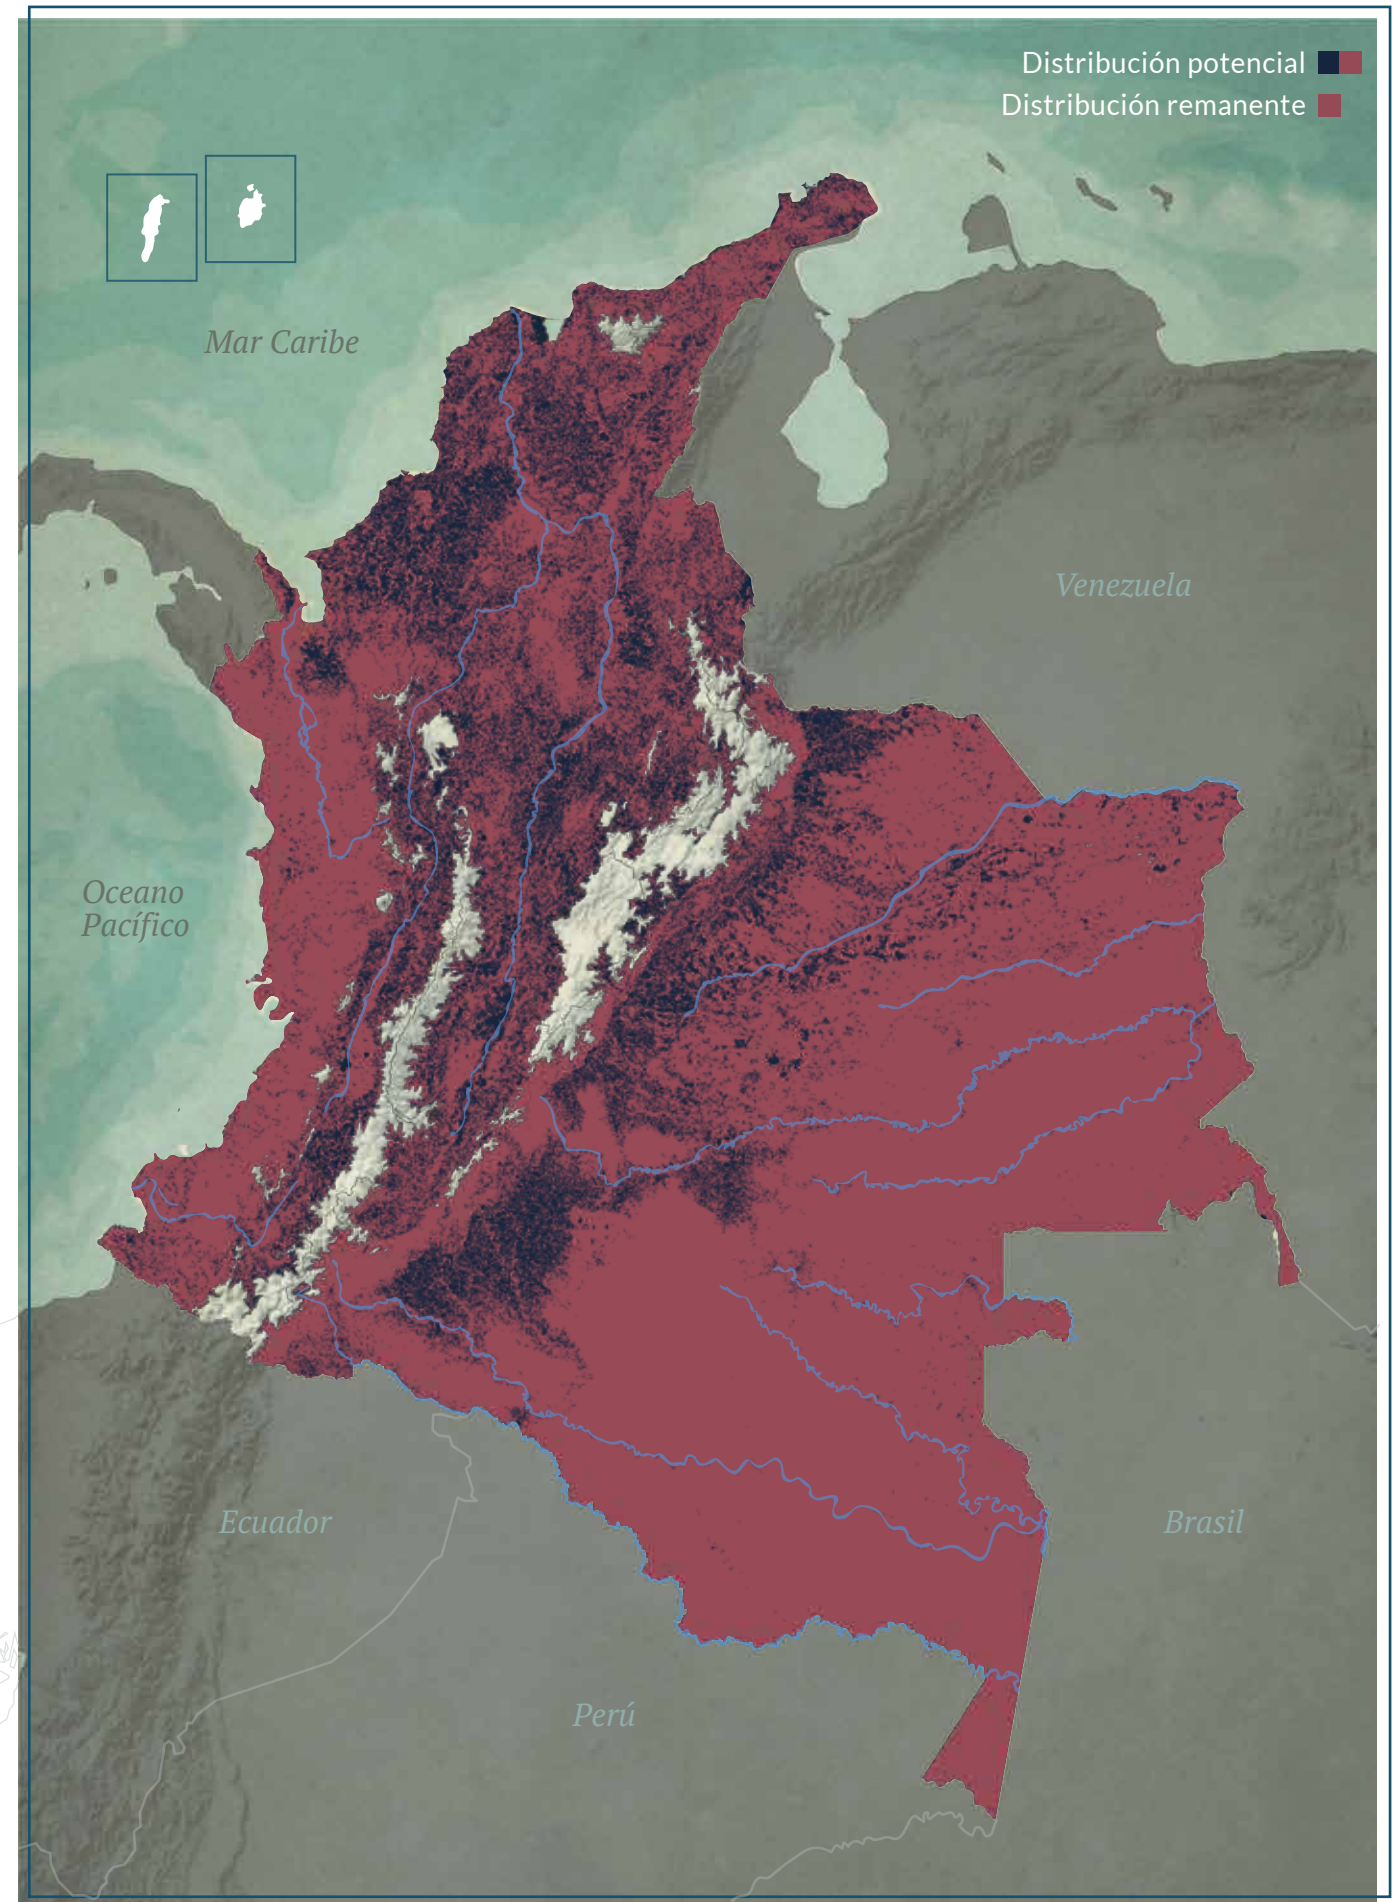 Distribución potencial
Distribución remanente
Mar Caribe
Venezuela
Oceano
Pacífico
Ecuador
Brasil
Perú